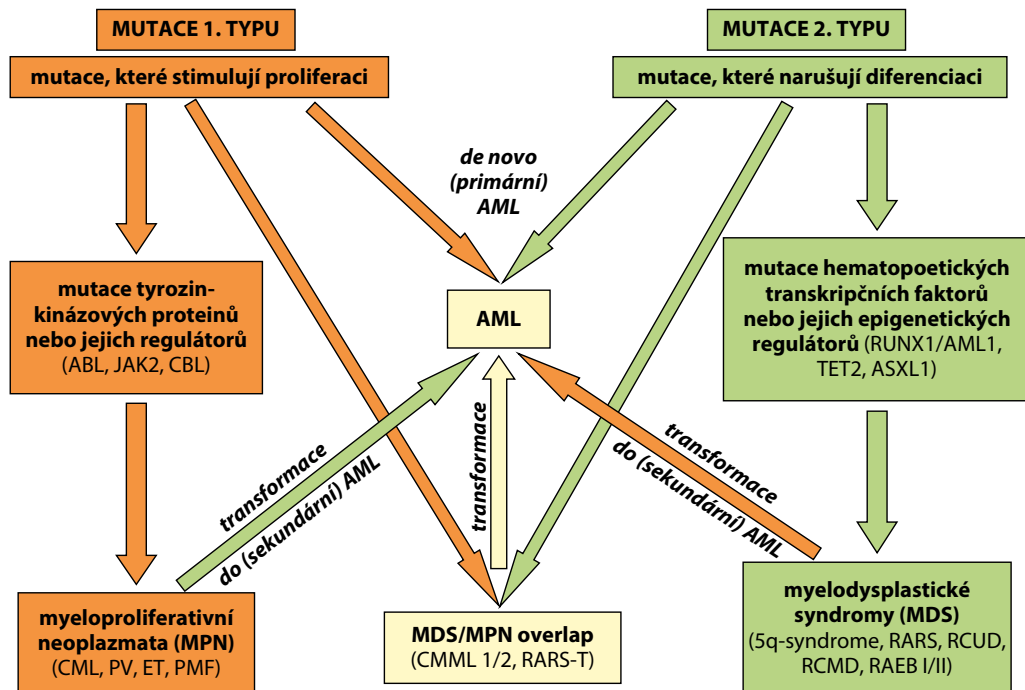 MUTACE 1. TYPU
mutace, které stimulují proliferaci
MUTACE 2. TYPU
mutace, které narušují diferenciaci
de novo
(primární)
AML
mutace tyrozin-
kinázových proteinů
nebo jejich regulátorů
(ABL, JAK2, CBL)
AML
mutace hematopoetických
transkripčních faktorů
nebo jejich epigenetických
regulátorů (RUNX1/AML1,
TET2, ASXL1)
transformace
do (sekundární) AML
transformace
transformace
do (sekundární) AML
myeloproliferativní
neoplazmata (MPN)
(CML, PV, ET, PMF)
MDS/MPN overlap
(CMML 1/2, RARS-T)
myelodysplastické
syndromy (MDS)
(5q-syndrome, RARS, RCUD,
RCMD, RAEB I/II)